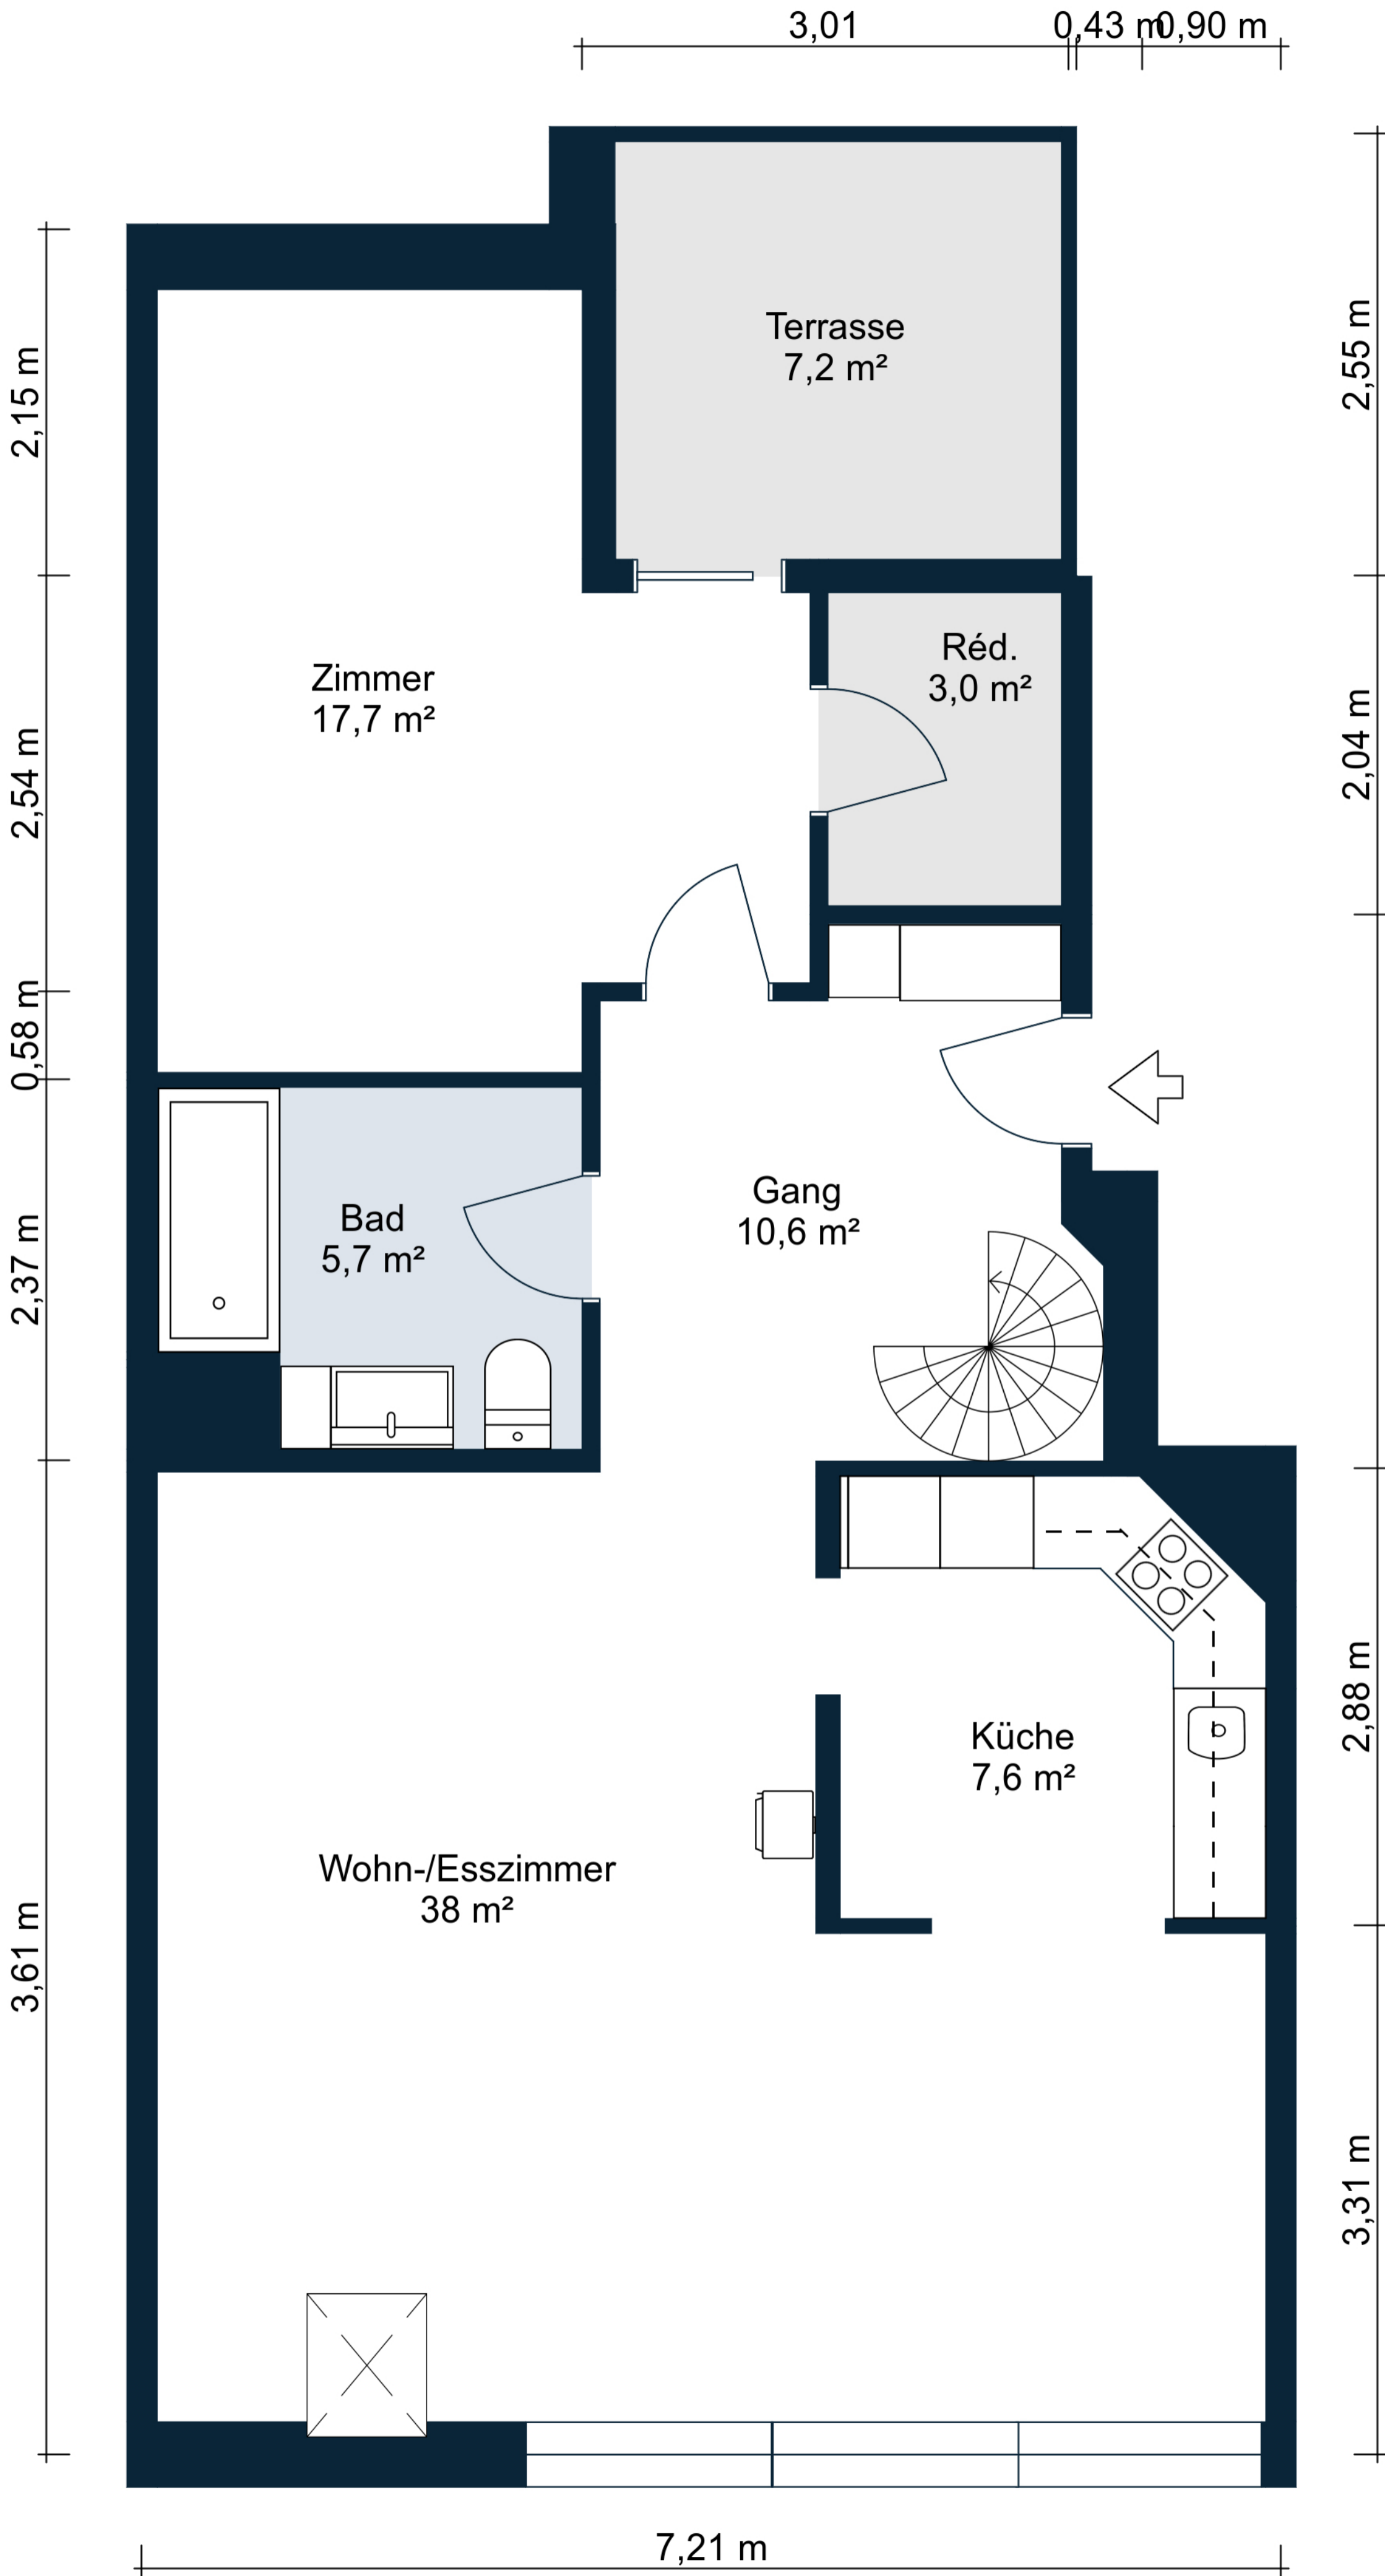 3,01
0,43 m
0,90 m
Terrasse
7,2 m²
2,15 m
2,55 m
Réd.
3,0 m²
Zimmer
17,7 m²
2,54 m
2,04 m
0,58 m
Gang
10,6 m²
Bad
5,7 m²
2,37 m
Küche
7,6 m²
2,88 m
Wohn-/Esszimmer
38 m²
3,61 m
3,31 m
7,21 m